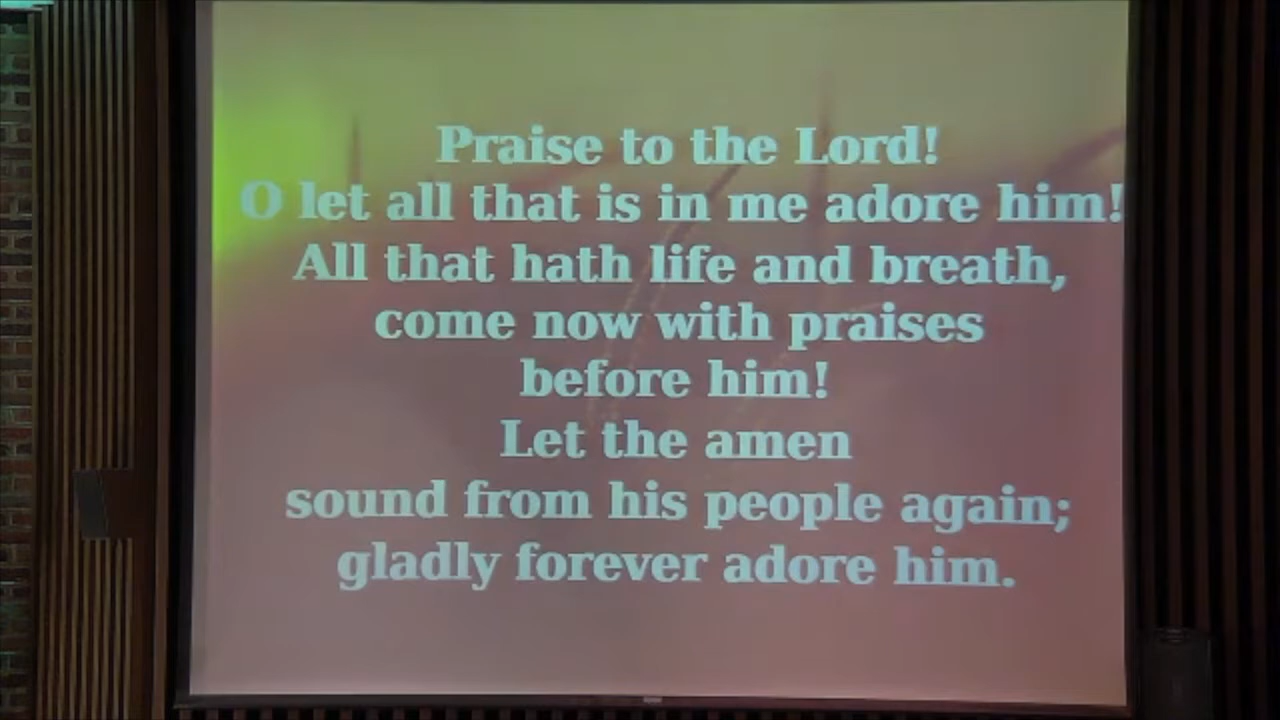 Praise to the Lord!
O let all that is in me adore him!
All that hath life and breath,
come now with praises
before him!
Let the amen
sound from his people again;
gladly forever adore him.